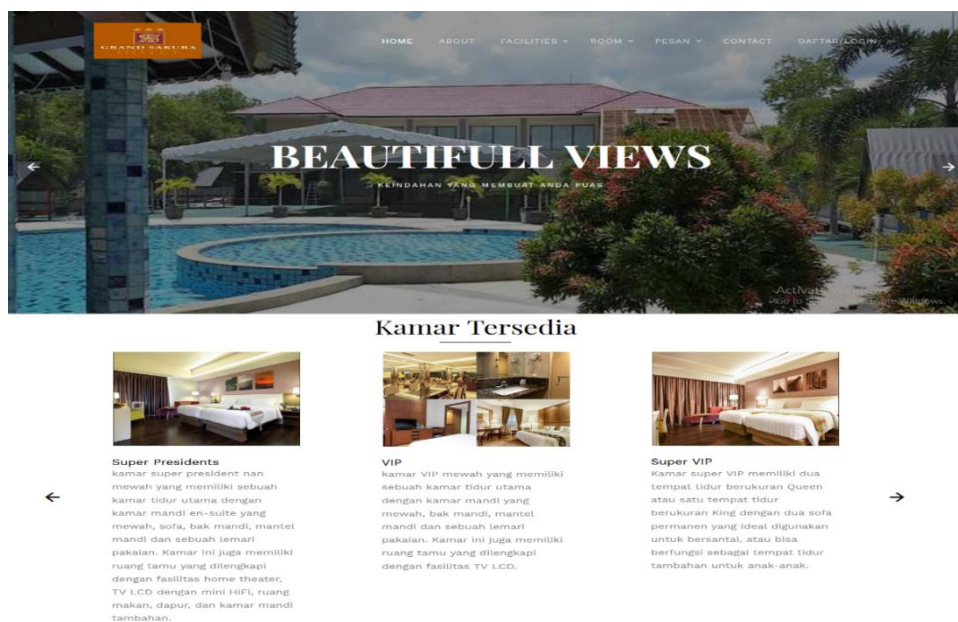 GRAND SAKURA
HOME ABOUT FACILITIES ROOM PESAN CONTACT DAFTAR/LOGIN
BEAUTIFULL VIEWS
KEINDAHAN YANG MEMBUAT ANDA PUAS
Kamar Tersedia
Super Presidents
kamar super president nan
mewah yang memiliki sebuah
kamar tidur utama dengan
kamar mandi en-suite yang
mewah, sofa, bak mandi, mantel
mandi dan sebuah lemari
pakaian. Kamar ini juga memiliki
ruang tamu yang dilengkapi
dengan fasilitas home theater,
TV LCD dengan mini HiFi, ruang
makan, dapur, dan kamar mandi
tambahan.
VIP
kamar VIP mewah yang memiliki
sebuah kamar tidur utama
dengan kamar mandi yang
mewah, bak mandi, mantel
mandi dan sebuah lemari
pakaian. Kamar ini juga memiliki
ruang tamu yang dilengkapi
dengan fasilitas TV LCD.
Super VIP
Kamar super VIP memiliki dua
tempat tidur berukuran Queen
atau satu tempat tidur
berukuran King dengan dua sofa
permanen yang ideal digunakan
untuk bersantai, atau bisa
berfungsi sebagai tempat tidur
tambahan untuk anak-anak.